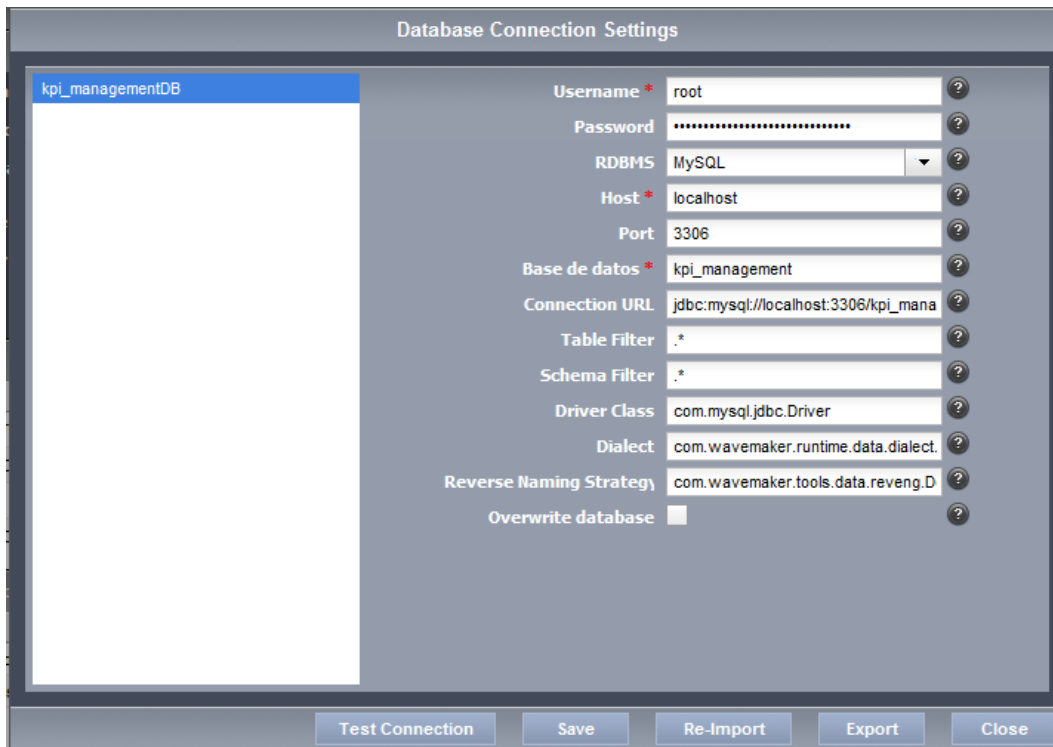 Database Connection Settings
kpi_managementDB
Username * root
Password ••••••••••••••••••••••••••••••
RDBMS MySQL
Host * localhost
Port 3306
Base de datos * kpi_management
Connection URL jdbc:mysql://localhost:3306/kpi_mana
Table Filter .*
Schema Filter .*
Driver Class com.mysql.jdbc.Driver
Dialect com.wavemaker.runtime.data.dialect.
Reverse Naming Strategy com.wavemaker.tools.data.reveng.D
Overwrite database
Test Connection Save Re-Import Export Close